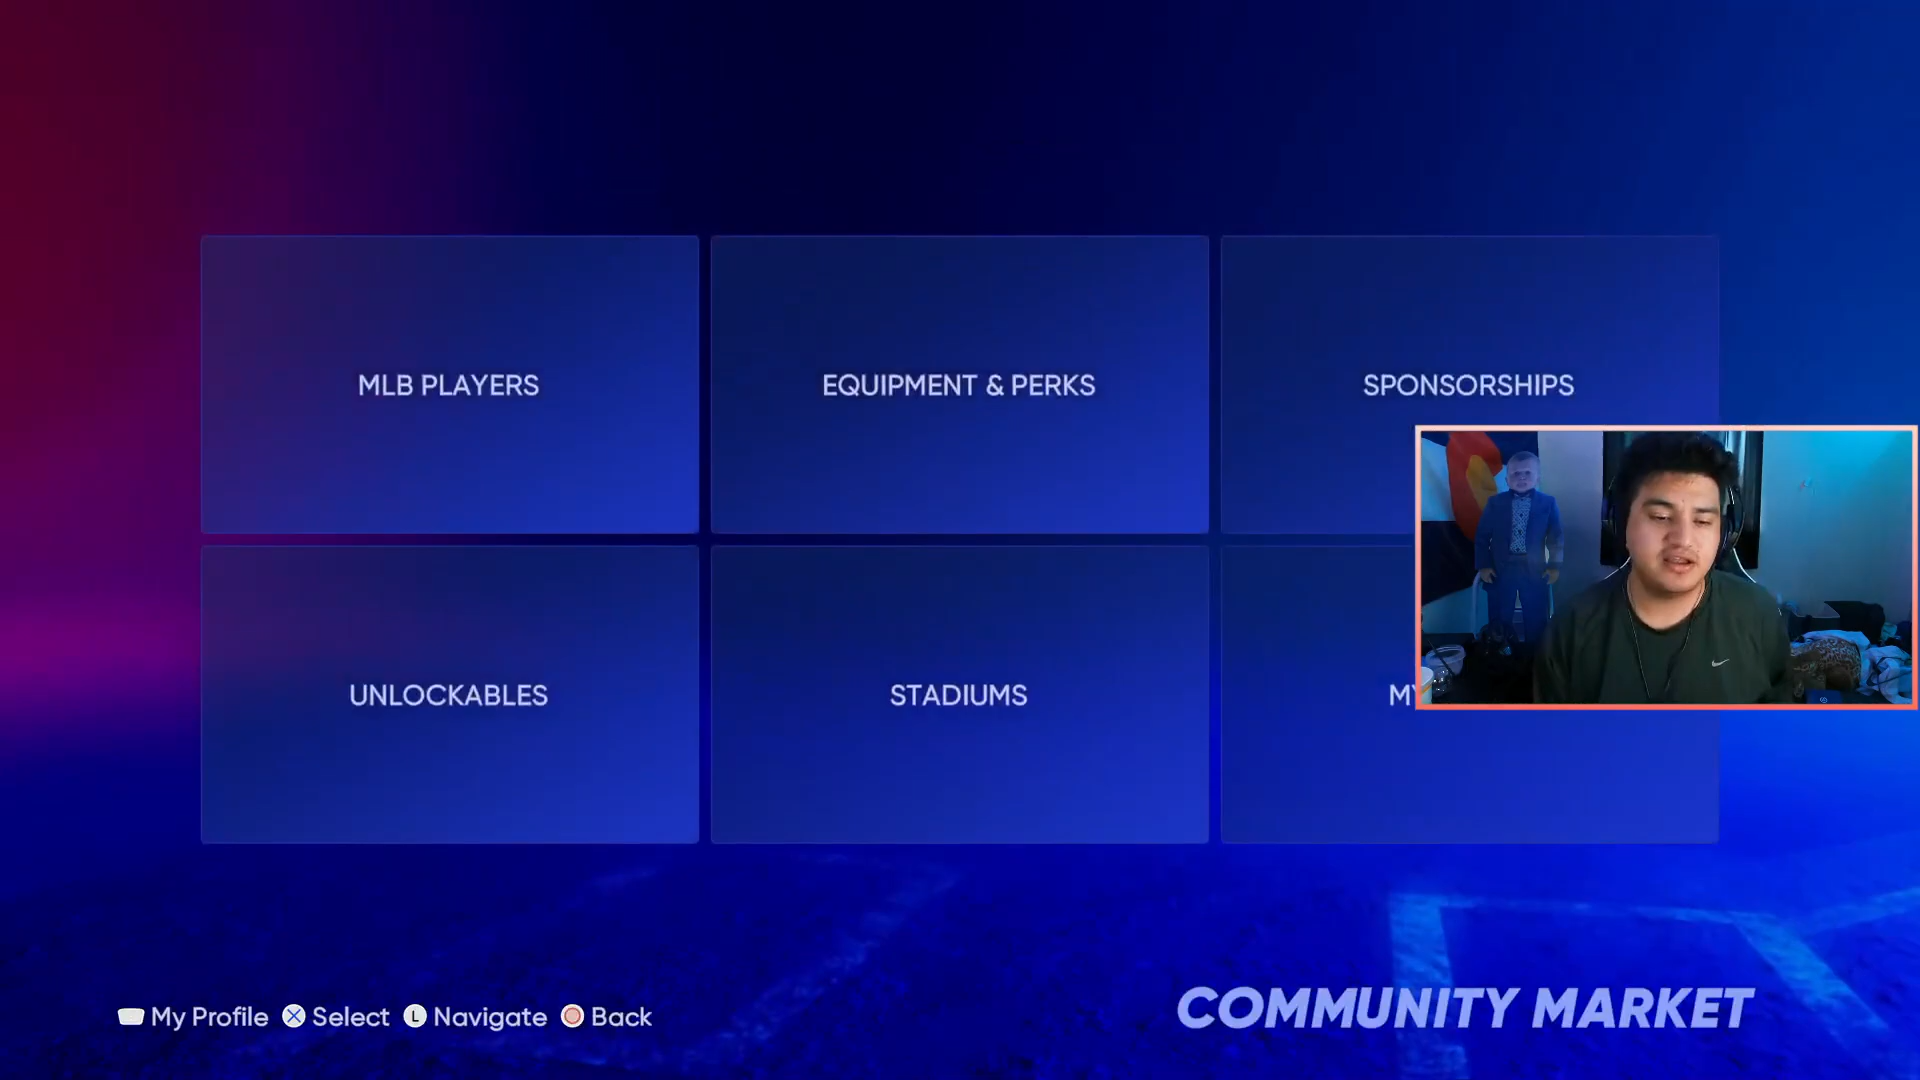 MLB PLAYERS
EQUIPMENT & PERKS
SPONSORSHIPS
UNLOCKABLES
STADIUMS
My Profile Select L Navigate Back
COMMUNITY MARKET